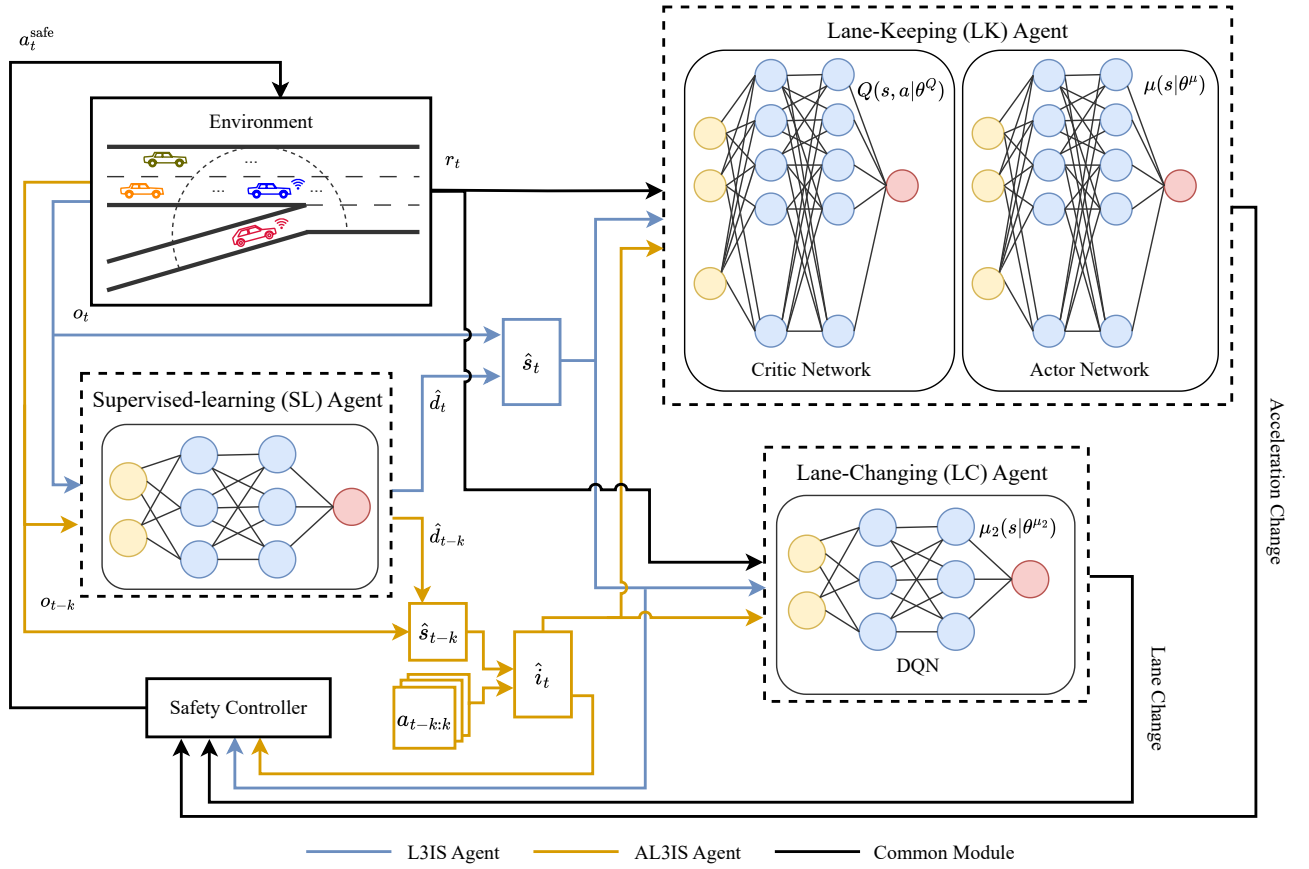 a_t^safe
Environment
...
...
...
r_t
o_t
Lane-Keeping (LK) Agent
Q(s, a|θ^Q)
Critic Network
μ(s|θ^μ)
Actor Network
ŝ_t
d̂_t
Supervised-learning (SL) Agent
d̂_{t−k}
o_{t−k}
ŝ_{t−k}
î_t
a_{t−k:k}
Lane-Changing (LC) Agent
μ_2(s|θ^{μ_2})
DQN
Acceleration Change
Lane Change
Safety Controller
L3IS Agent
AL3IS Agent
Common Module